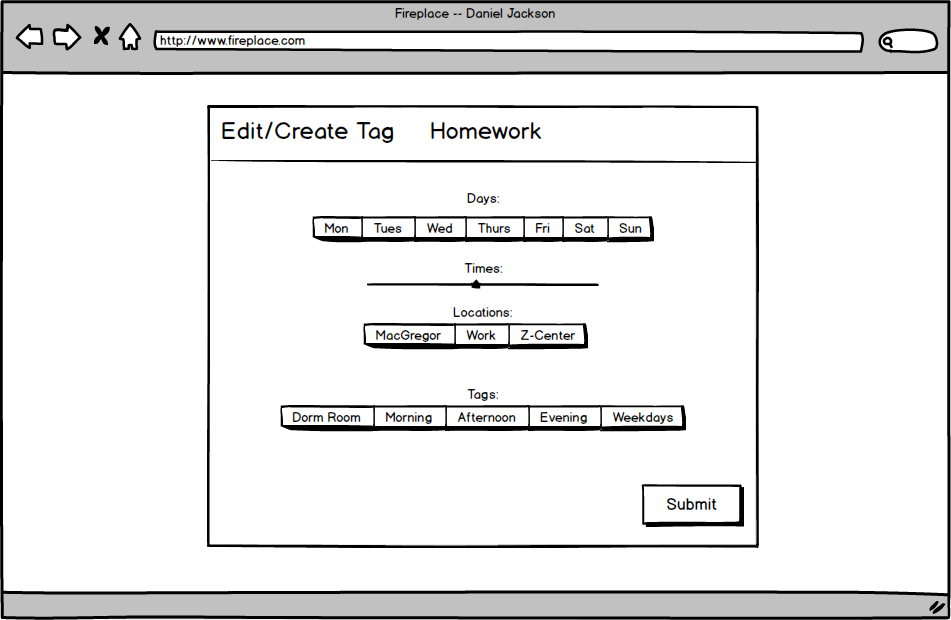 Fireplace -- Daniel Jackson
http://www.fireplace.com
Edit/Create Tag Homework
Days:
Mon Tues Wed Thurs Fri Sat Sun
Times:
Locations:
MacGregor Work Z-Center
Tags:
Dorm Room Morning Afternoon Evening Weekdays
Submit